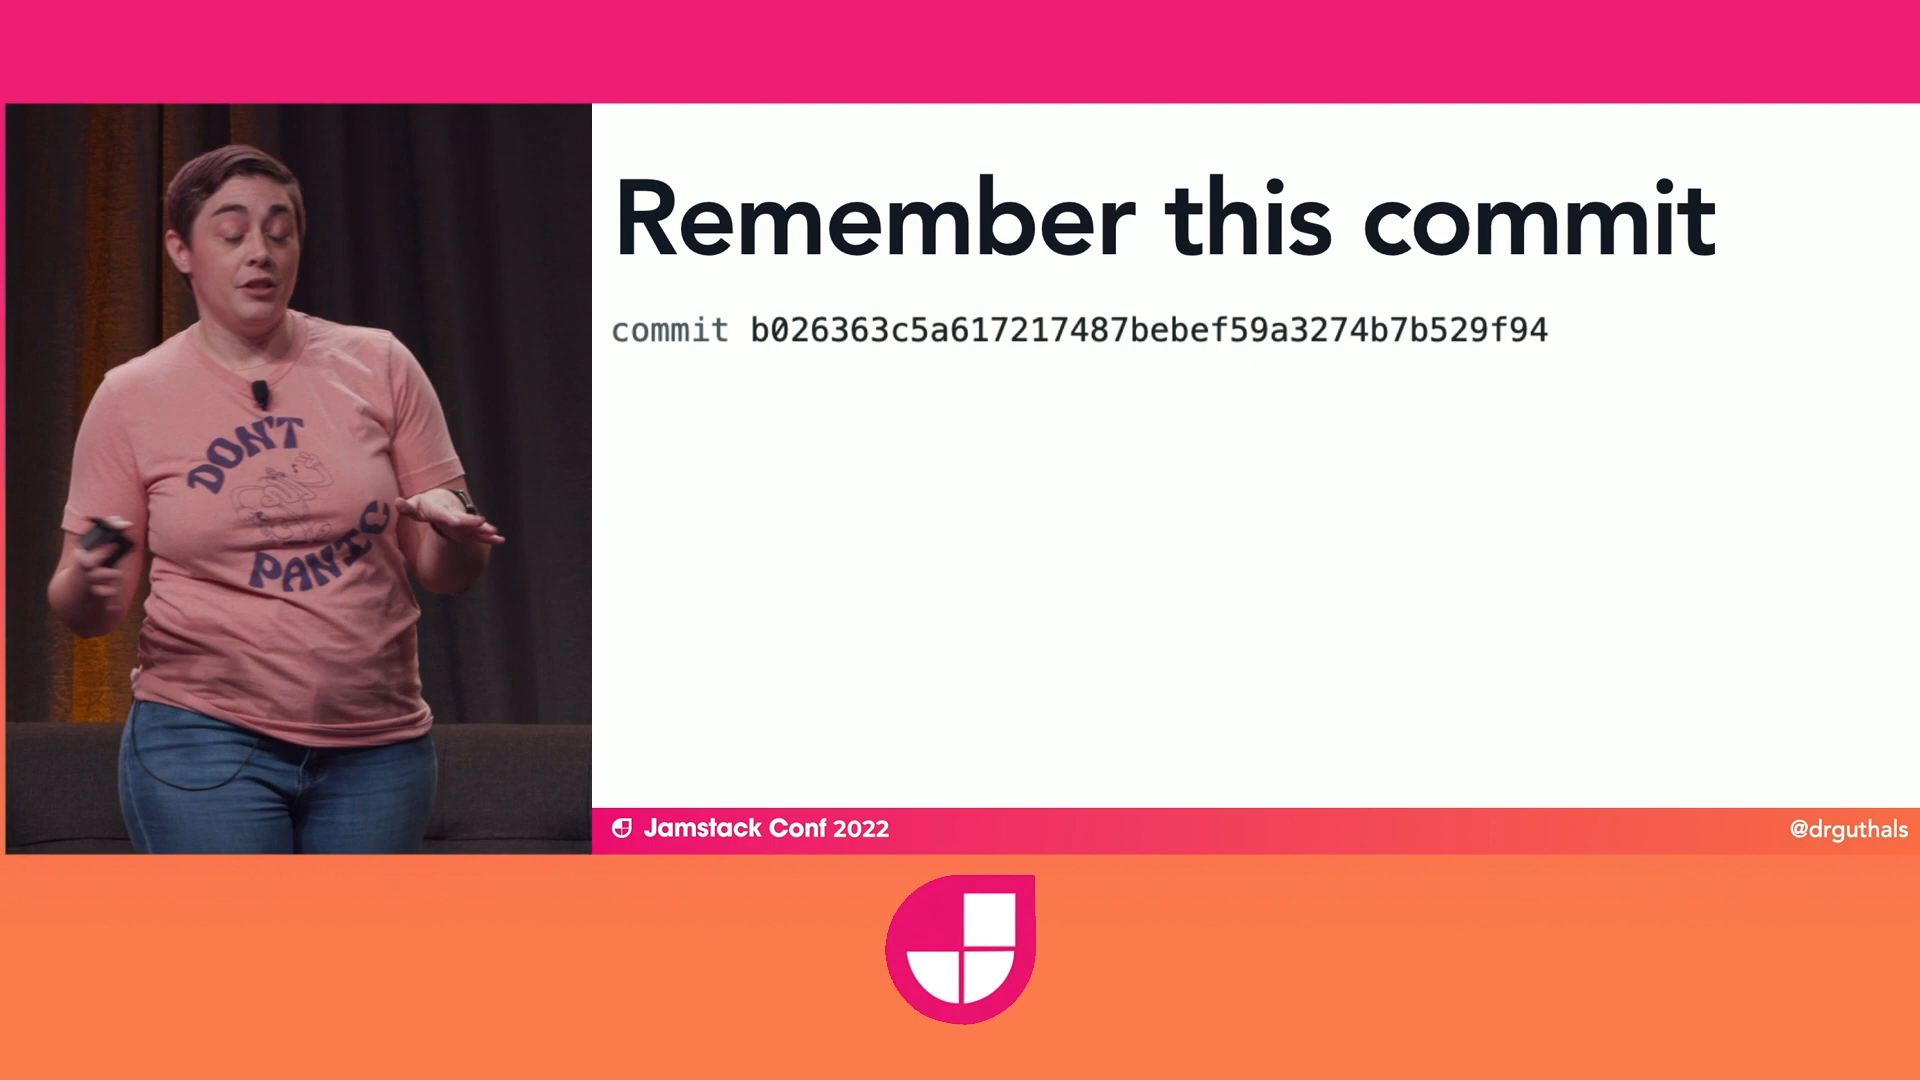 DON'T
PANIC
Remember this commit
commit b026363c5a617217487bebef59a3274b7b529f94
Jamstack Conf 2022
@drguthals